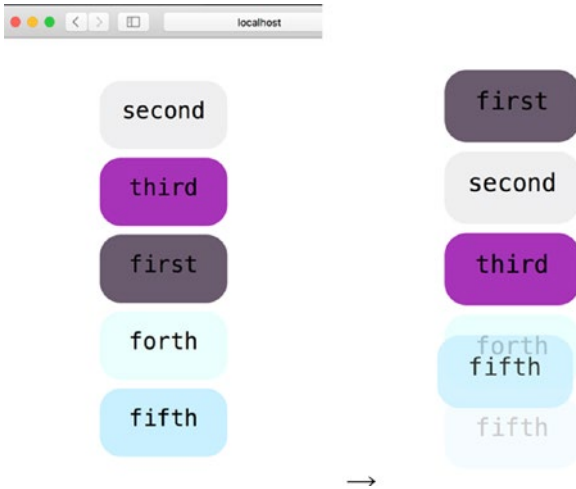 localhost
second
third
first
forth
fifth
→
first
second
third
forth
fifth
fifth